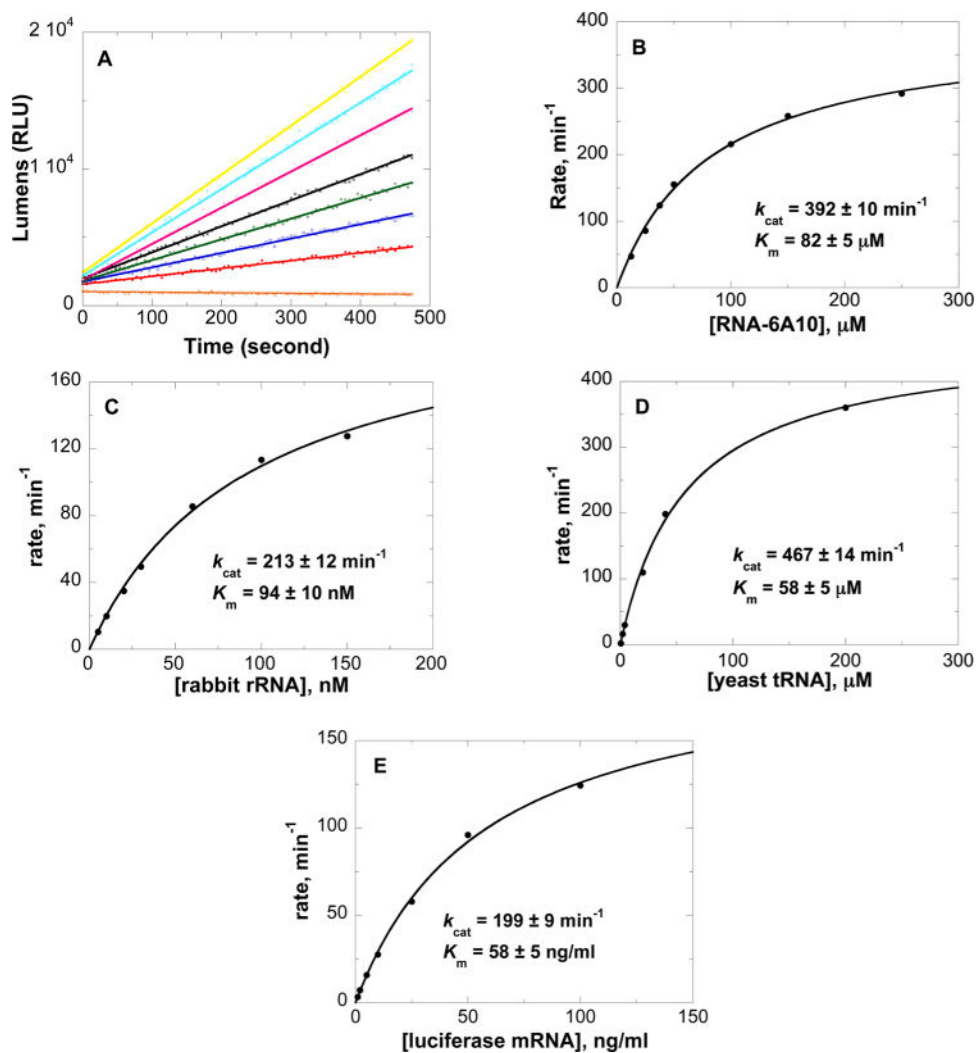 A
2 10⁴
1 10⁴
0
0 100 200 300 400 500
Lumens (RLU)
Time (second)
B
400
300
200
100
0
0 100 200 300
Rate, min⁻¹
k_cat = 392 ± 10 min⁻¹
K_m = 82 ± 5 μM
[RNA-6A10], μM
C
160
120
80
40
0
0 50 100 150 200
rate, min⁻¹
k_cat = 213 ± 12 min⁻¹
K_m = 94 ± 10 nM
[rabbit rRNA], nM
D
400
300
200
100
0
0 100 200 300
rate, min⁻¹
k_cat = 467 ± 14 min⁻¹
K_m = 58 ± 5 μM
[yeast tRNA], μM
E
150
100
50
0
0 50 100 150
rate, min⁻¹
k_cat = 199 ± 9 min⁻¹
K_m = 58 ± 5 ng/ml
[luciferase mRNA], ng/ml